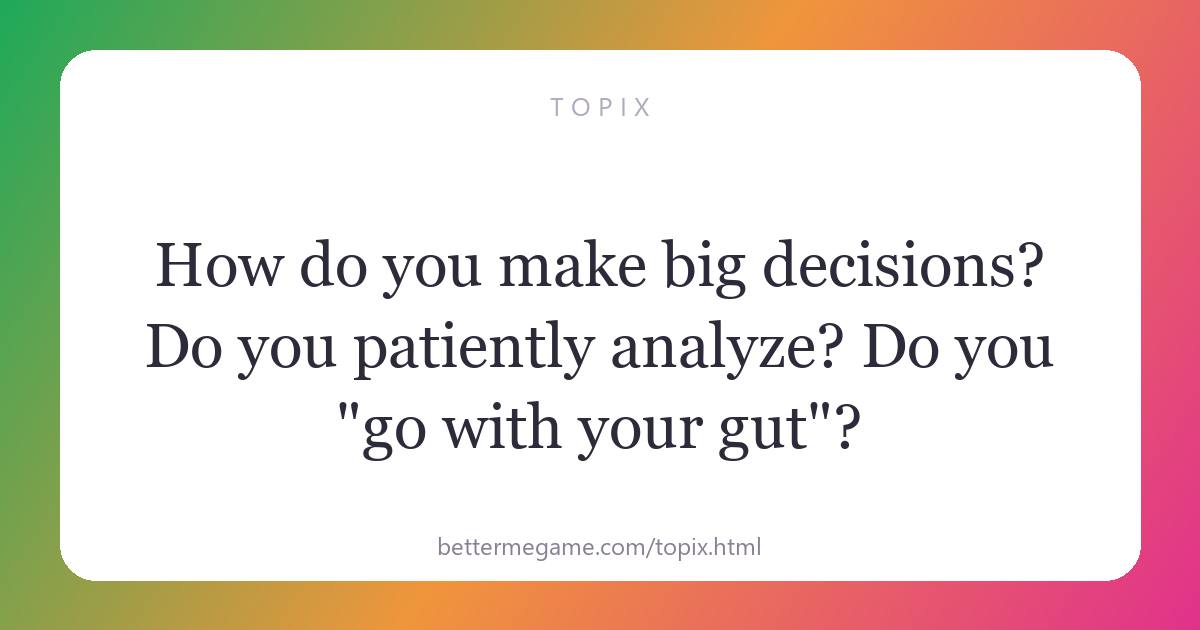 TOPIX
How do you make big decisions?
Do you patiently analyze? Do you
"go with your gut"?
bettermegame.com/topix.html